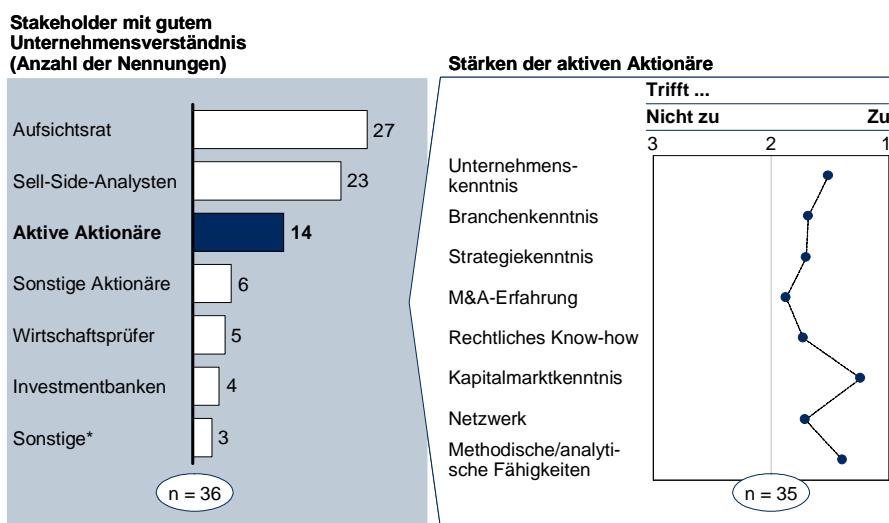 Stakeholder mit gutem
Unternehmensverständnis
(Anzahl der Nennungen)
Aufsichtsrat
27
Sell-Side-Analysten
23
Aktive Aktionäre
14
Sonstige Aktionäre
6
Wirtschaftsprüfer
5
Investmentbanken
4
Sonstige*
3
n = 36
Stärken der aktiven Aktionäre
Trifft ...
Nicht zu
Zu
3
2
1
Unternehmens-
kenntnis
Branchenkenntnis
Strategiekenntnis
M&A-Erfahrung
Rechtliches Know-how
Kapitalmarktkenntnis
Netzwerk
Methodische/analyti-
sche Fähigkeiten
n = 35